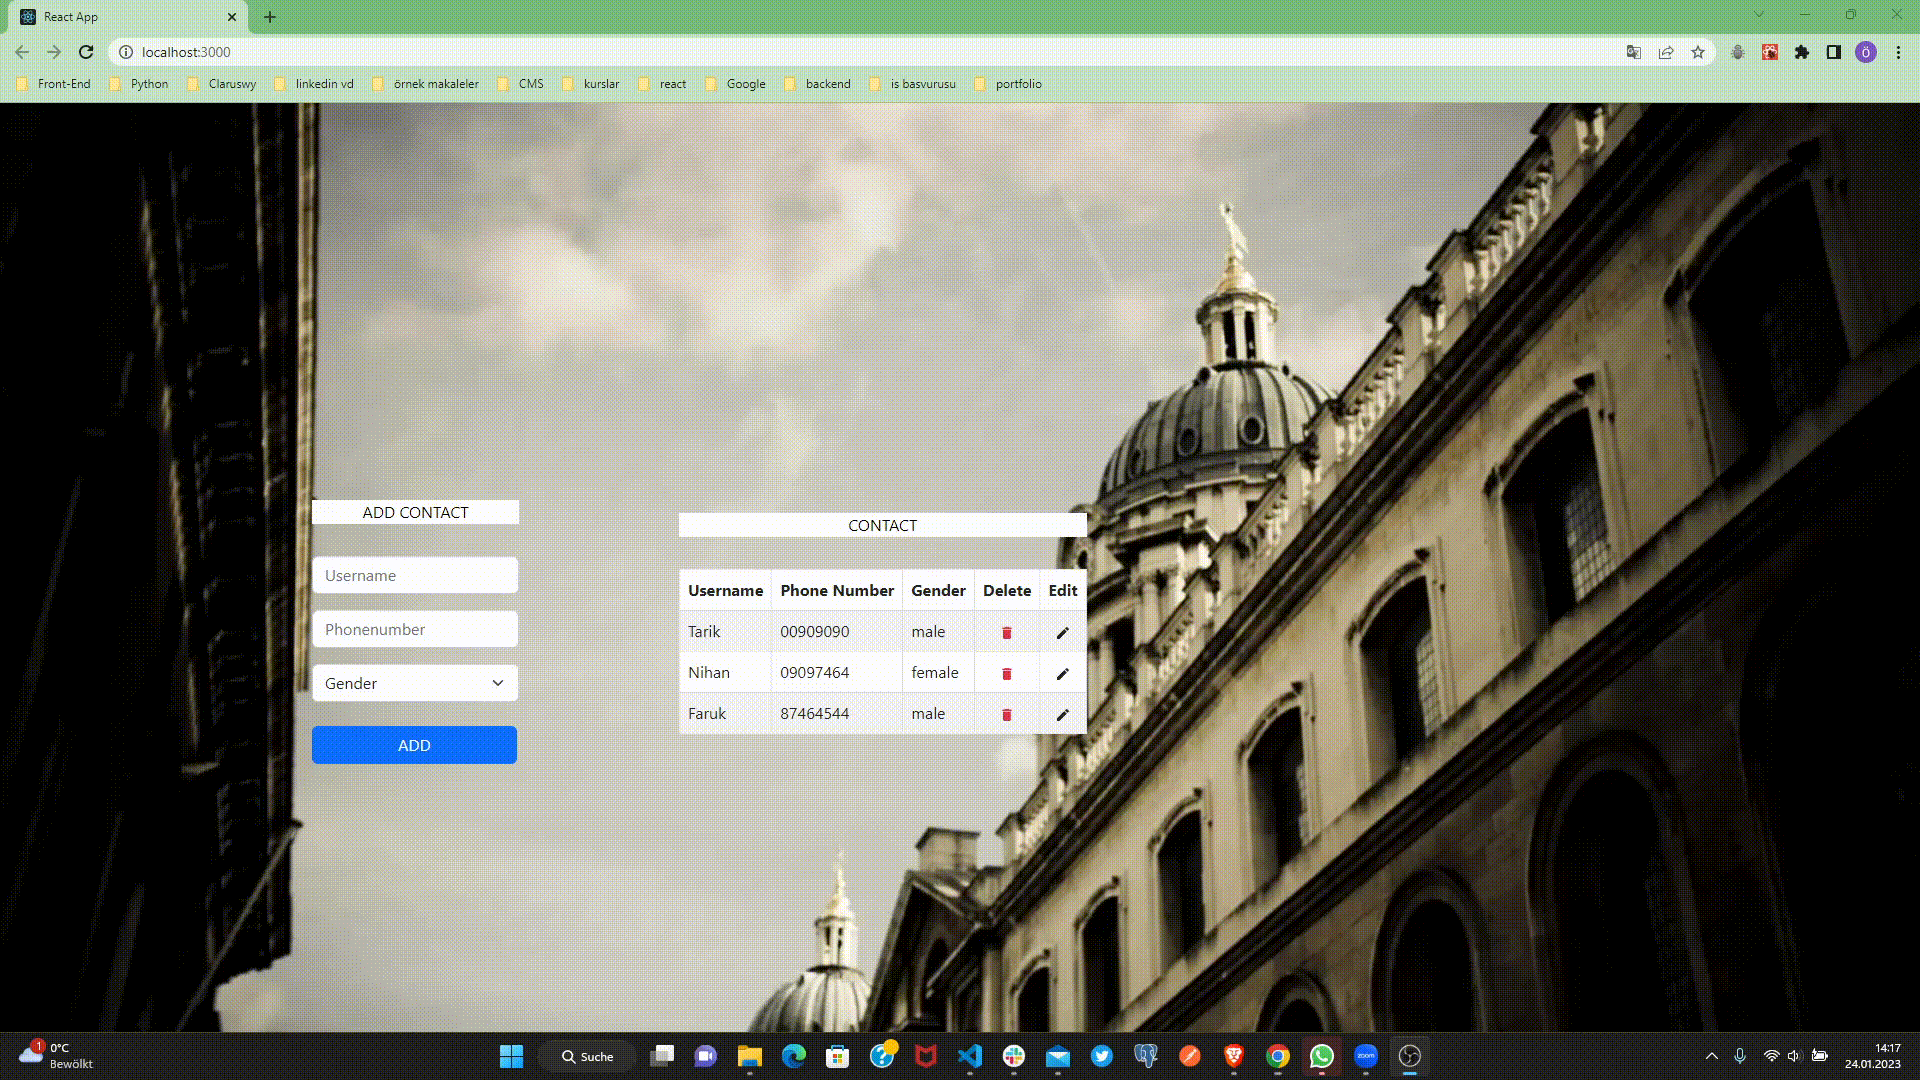 React App
localhost:3000
Ö
Front-End Python Claruswy linkedin vd örnek makaleler CMS kurslar react Google backend is basvurusu portfolio
ADD CONTACT
Username
Phonenumber
Gender
ADD
CONTACT
Username Phone Number Gender Delete Edit
Tarik 00909090 male
Nihan 09097464 female
Faruk 87464544 male
1
0°C
Bewölkt
Suche
zoom
14:17
24.01.2023